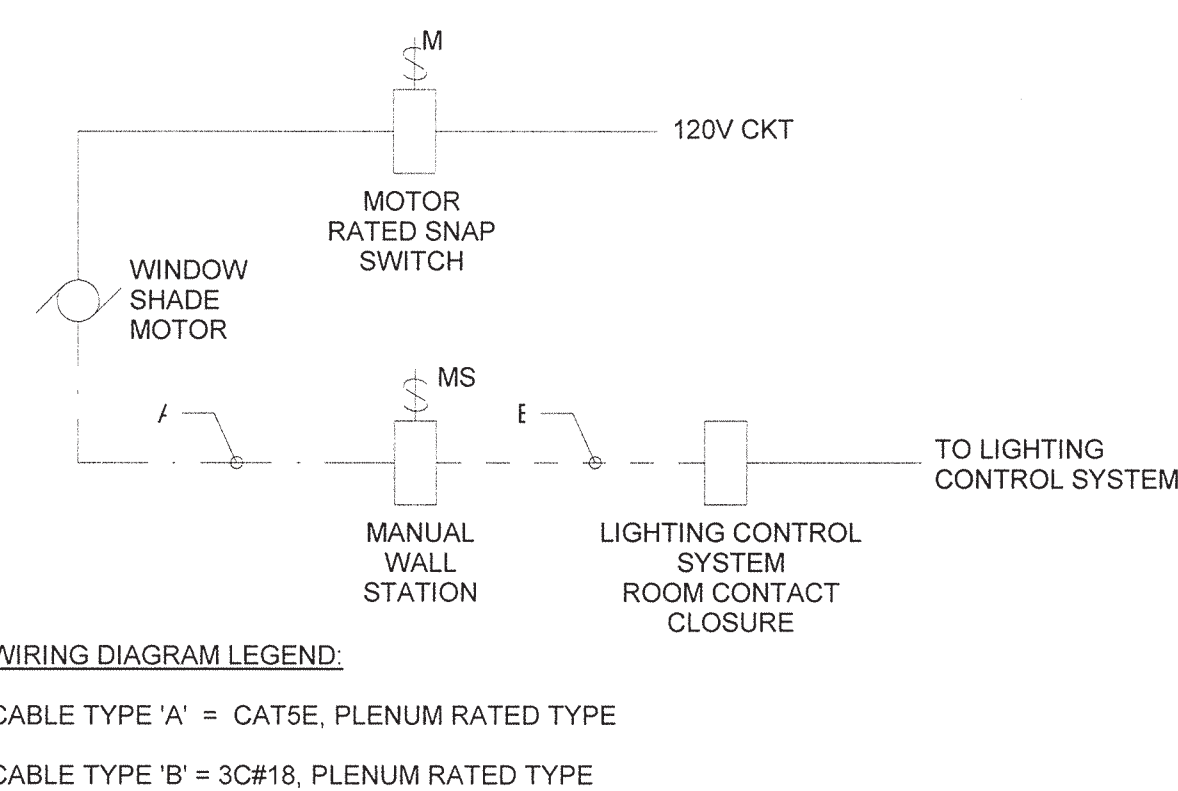 M
120V CKT
MOTOR
RATED SNAP
SWITCH
WINDOW
SHADE
MOTOR
MS
TO LIGHTING
CONTROL SYSTEM
MANUAL
WALL
STATION
LIGHTING CONTROL
SYSTEM
ROOM CONTACT
CLOSURE
WIRING DIAGRAM LEGEND:
CABLE TYPE 'A' = CAT5E, PLENUM RATED TYPE
CABLE TYPE 'B' = 3C#18, PLENUM RATED TYPE